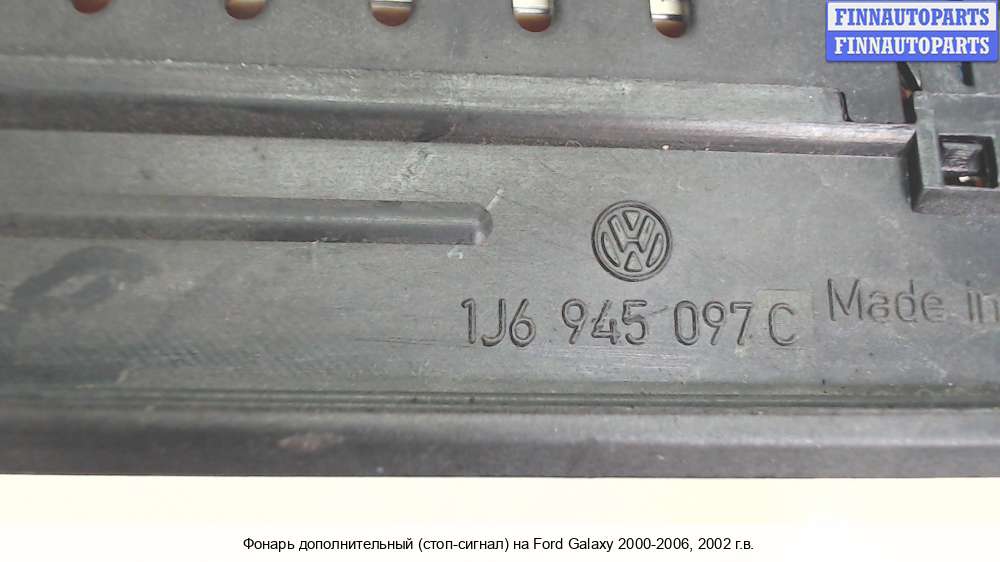 FINNAUTOPARTS
FINNAUTOPARTS
1J6 945 097 C
Made in
Фонарь дополнительный (стоп-сигнал) на Ford Galaxy 2000-2006, 2002 г.в.